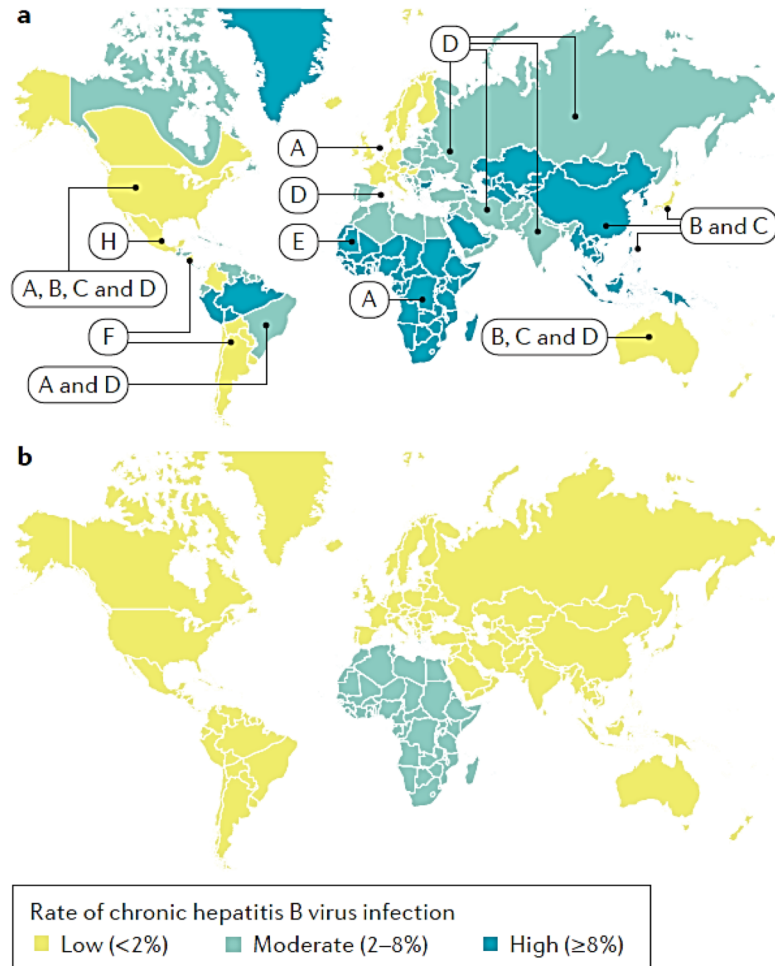 a
D
A
D
E
B and C
H
A, B, C and D
A
F
B, C and D
A and D
b
Rate of chronic hepatitis B virus infection
Low (<2%) Moderate (2–8%) High (≥8%)